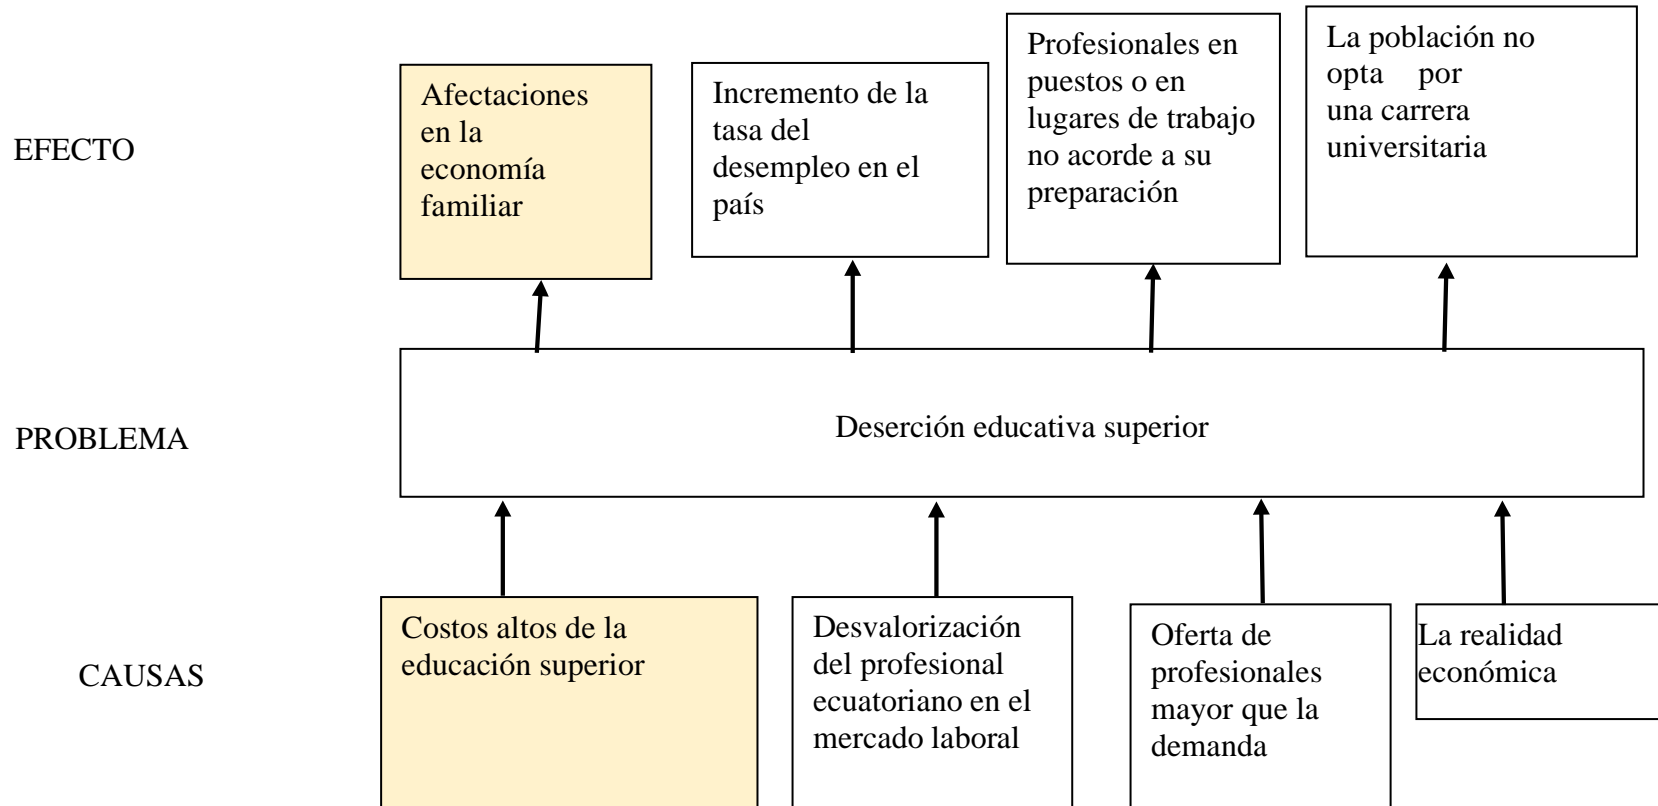 EFECTO
Afectaciones
en la
economía
familiar
Incremento de la
tasa del
desempleo en el
país
Profesionales en
puestos o en
lugares de trabajo
no acorde a su
preparación
La población no
opta por
una carrera
universitaria
PROBLEMA
Deserción educativa superior
CAUSAS
Costos altos de la
educación superior
Desvalorización
del profesional
ecuatoriano en el
mercado laboral
Oferta de
profesionales
mayor que la
demanda
La realidad
económica